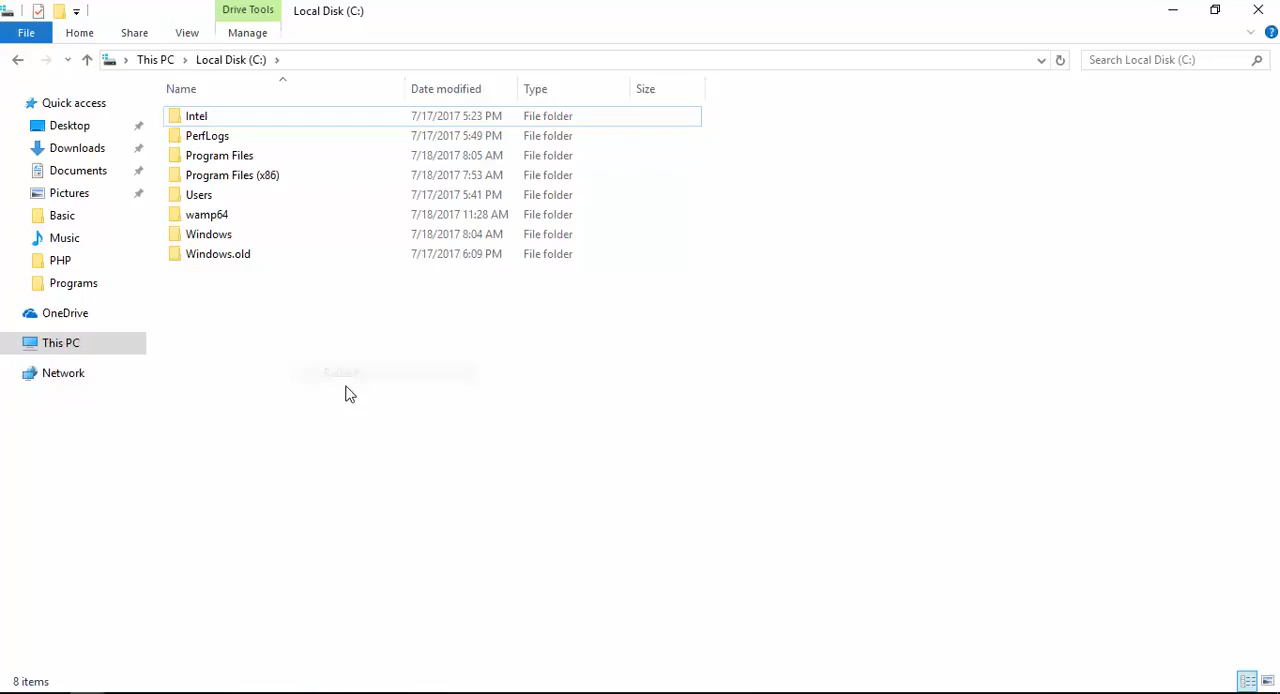 Drive Tools Local Disk (C:)
File Home Share View Manage
This PC Local Disk (C:) Search Local Disk (C:)
Name Date modified Type Size
Quick access
Desktop
Downloads
Documents
Pictures
Basic
Music
PHP
Programs
OneDrive
This PC
Network
Intel 7/17/2017 5:23 PM File folder
PerfLogs 7/17/2017 5:49 PM File folder
Program Files 7/18/2017 8:05 AM File folder
Program Files (x86) 7/18/2017 7:53 AM File folder
Users 7/17/2017 5:41 PM File folder
wamp64 7/18/2017 11:28 AM File folder
Windows 7/18/2017 8:04 AM File folder
Windows.old 7/17/2017 6:09 PM File folder
8 items